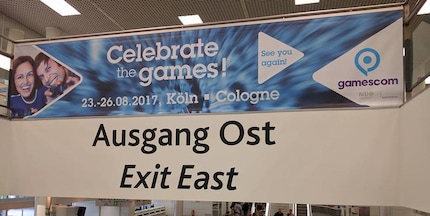 Celebrate
the games!
23.-26.08.2017, Köln ▪ Cologne
See you
again!
gamescom
Ausgang Ost
Exit East